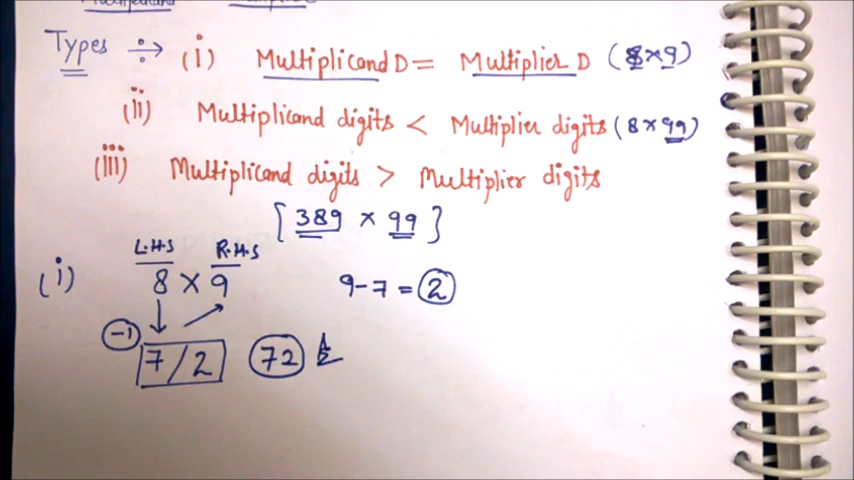 Types ÷> (i) Multiplicand D = Multiplier D (8×9)
(ii) Multiplicand digits < Multiplier digits (8×99)
(iii) Multiplicand digits > Multiplier digits
[389 × 99}
L.H.S R.H.S
(i) 8 × 9 9-7 = 2
-1
7/2 72